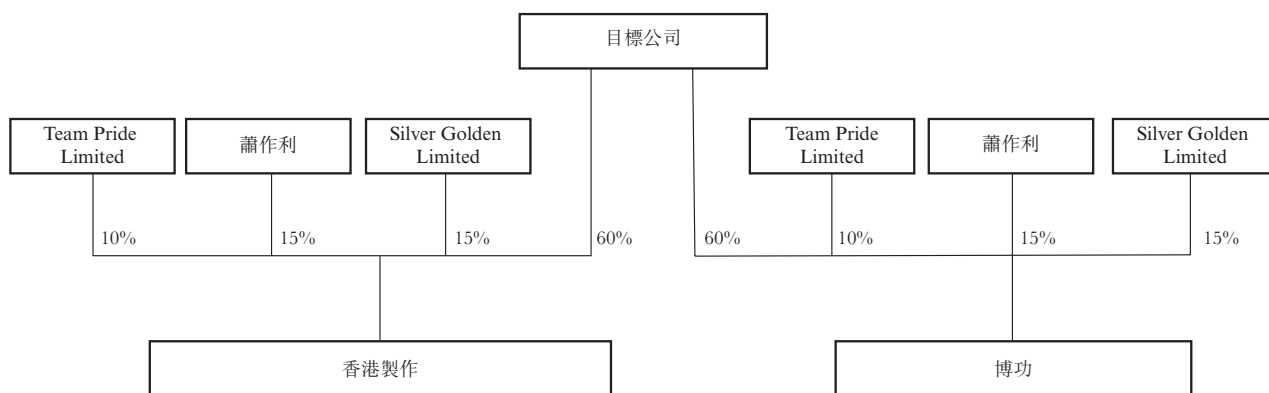 目標公司
Team Pride
Limited
蕭作利
Silver Golden
Limited
Team Pride
Limited
蕭作利
Silver Golden
Limited
10%
15%
15%
60%
60%
10%
15%
15%
香港製作
博功